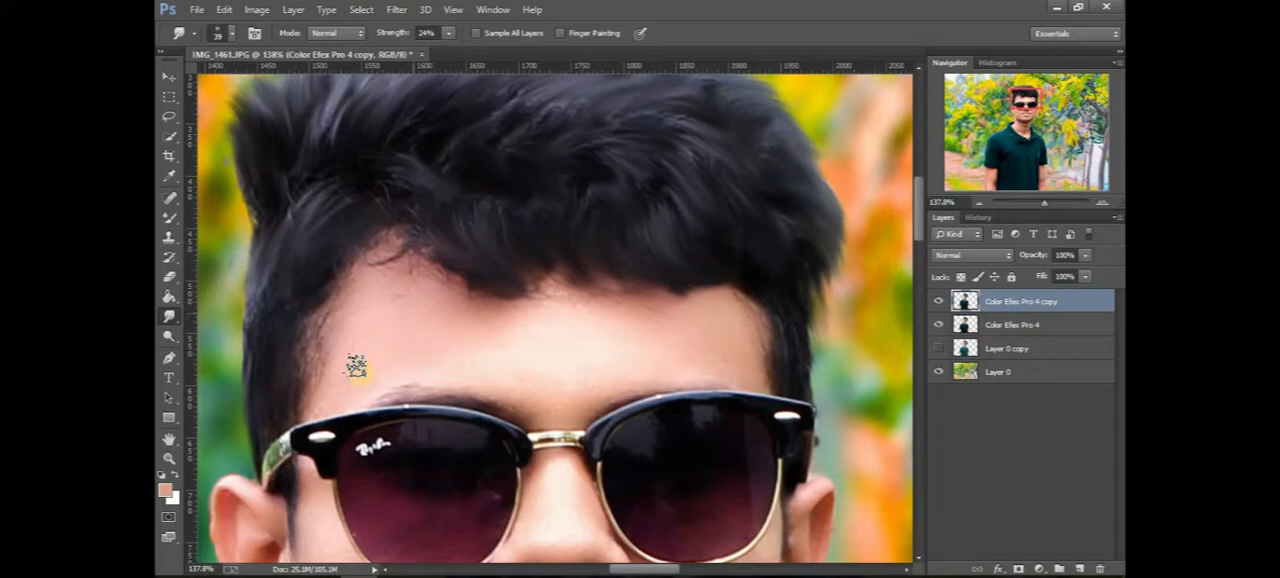 Ps File Edit Image Layer Type Select Filter 3D View Window Help
39 Mode: Normal Strength: 24% Sample All Layers Finger Painting Essentials
IMG_1461.JPG @ 138% (Color Efex Pro 4 copy, RGB/8) * ×
1400 1450 1500 1550 1600 1650 1700 1750 1800 1850 1900 1950 2000 2050
Navigator Histogram
137.8%
Layers History
Kind
Normal Opacity: 100%
Lock: Fill: 100%
Color Efex Pro 4 copy
Color Efex Pro 4
Layer 0 copy
Layer 0
Ray-Ban
137.8% Doc: 25.1M/105.1M